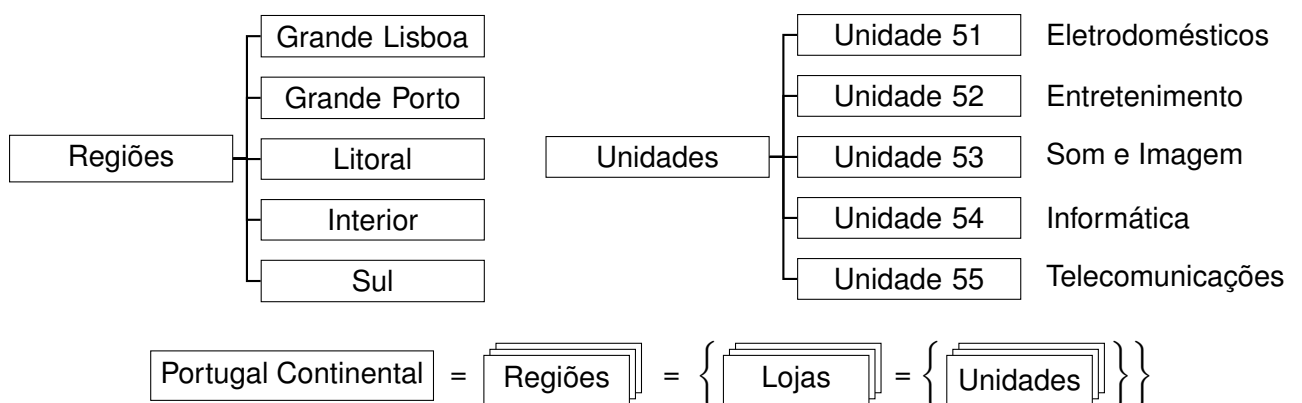 Regiões
Grande Lisboa
Grande Porto
Litoral
Interior
Sul
Unidades
Unidade 51 Eletrodomésticos
Unidade 52 Entretenimento
Unidade 53 Som e Imagem
Unidade 54 Informática
Unidade 55 Telecomunicações
Portugal Continental = Regiões = { Lojas = { Unidades } }